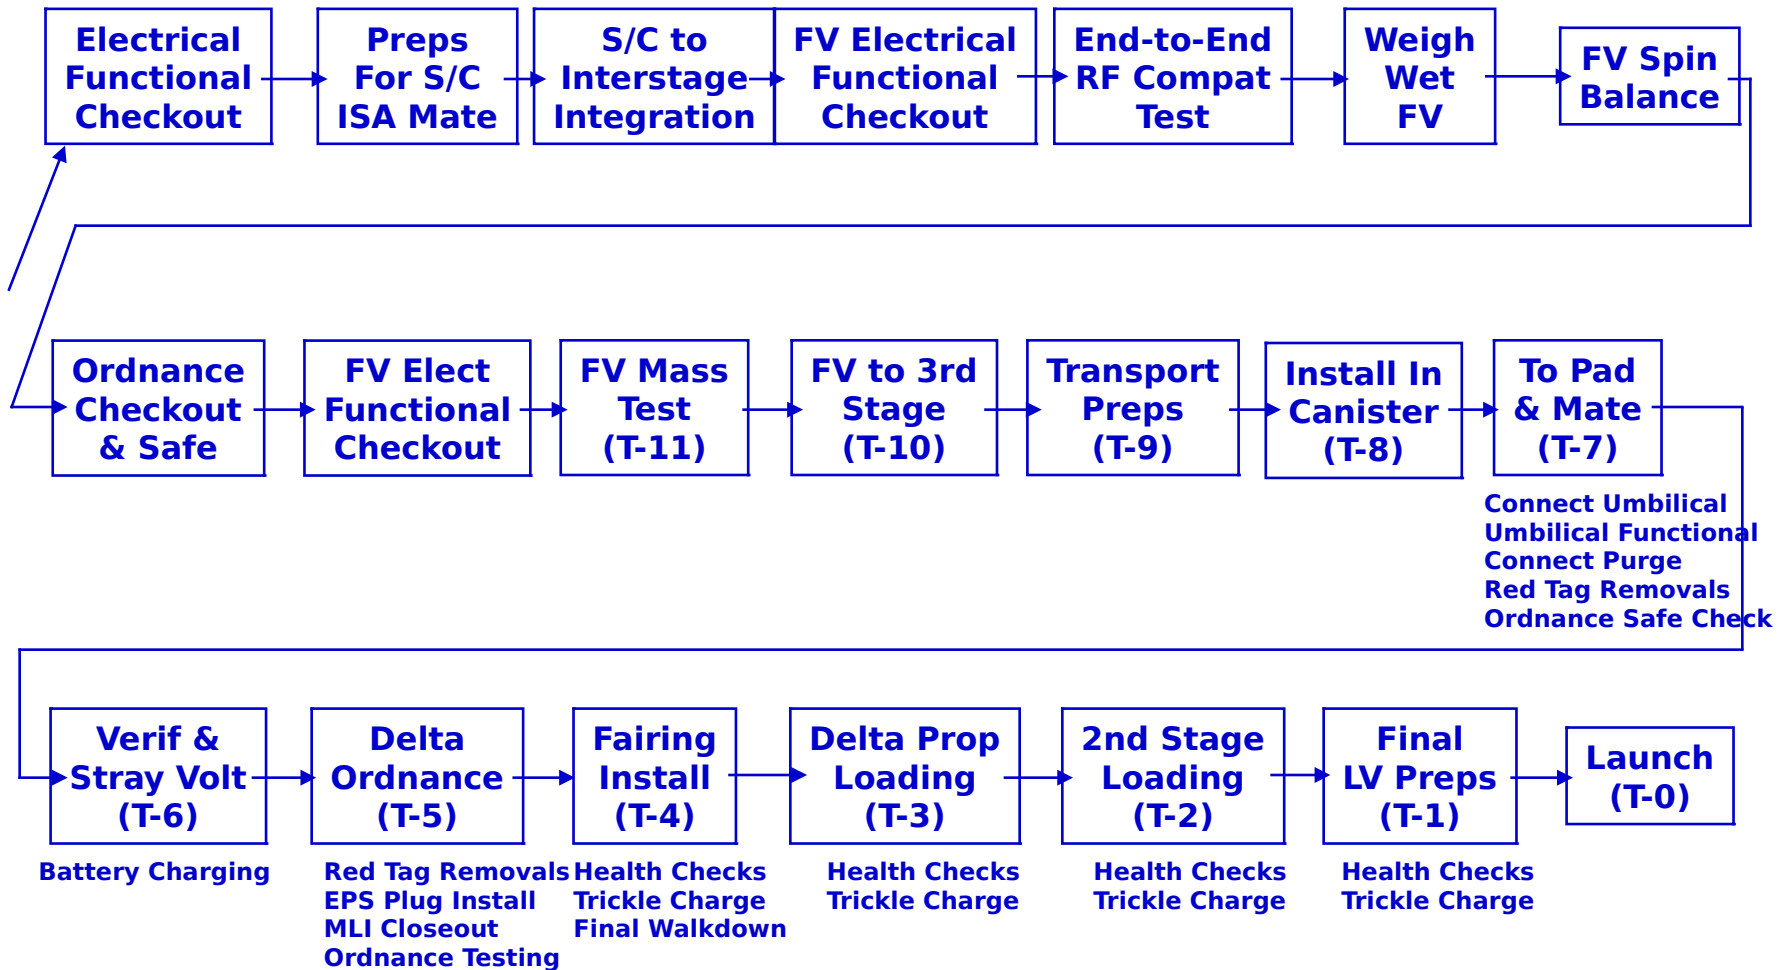 Electrical
Functional
Checkout
Preps
For S/C
ISA Mate
S/C to
Interstage
Integration
FV Electrical
Functional
Checkout
End-to-End
RF Compat
Test
Weigh
Wet
FV
FV Spin
Balance
Ordnance
Checkout
& Safe
FV Elect
Functional
Checkout
FV Mass
Test
(T-11)
FV to 3rd
Stage
(T-10)
Transport
Preps
(T-9)
Install In
Canister
(T-8)
To Pad
& Mate
(T-7)
Connect Umbilical
Umbilical Functional
Connect Purge
Red Tag Removals
Ordnance Safe Check
Verif &
Stray Volt
(T-6)
Battery Charging
Delta
Ordnance
(T-5)
Red Tag Removals
EPS Plug Install
MLI Closeout
Ordnance Testing
Fairing
Install
(T-4)
Health Checks
Trickle Charge
Final Walkdown
Delta Prop
Loading
(T-3)
Health Checks
Trickle Charge
2nd Stage
Loading
(T-2)
Health Checks
Trickle Charge
Final
LV Preps
(T-1)
Health Checks
Trickle Charge
Launch
(T-0)